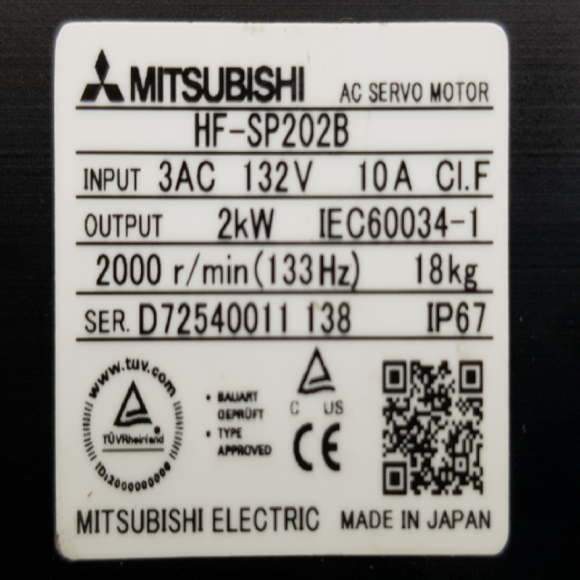 MITSUBISHI AC SERVO MOTOR
HF-SP202B
INPUT 3AC 132V 10A CI.F
OUTPUT 2kW IEC60034-1
2000 r/min(133Hz) 18kg
SER. D72540011 138 IP67
www.tuv.com
TÜVRheinland
ID:2000000000
• BAUART
GEPRÜFT
• TYPE
APPROVED
C US
CE
MITSUBISHI ELECTRIC MADE IN JAPAN